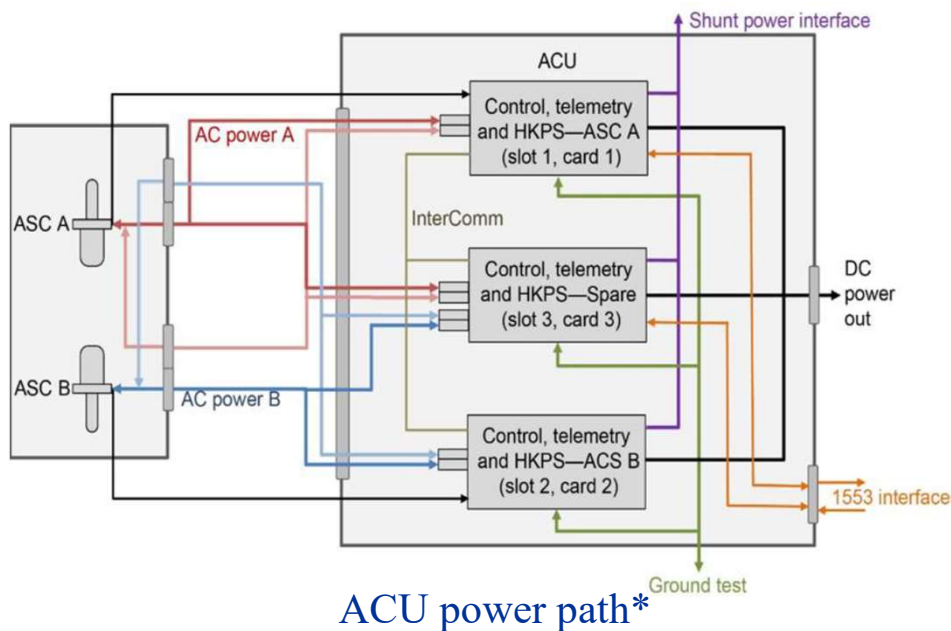 Shunt power interface
ACU
Control, telemetry
and HKPS—ASC A
(slot 1, card 1)
AC power A
ASC A
InterComm
Control, telemetry
and HKPS—Spare
(slot 3, card 3)
DC
power
out
ASC B
AC power B
Control, telemetry
and HKPS—ACS B
(slot 2, card 2)
1553 interface
Ground test
ACU power path*